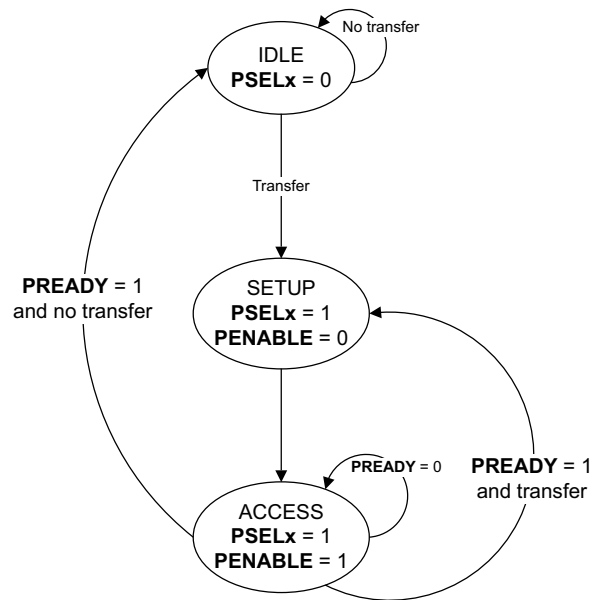 No transfer
IDLE
PSELx = 0
Transfer
SETUP
PSELx = 1
PENABLE = 0
PREADY = 1
and no transfer
PREADY = 0
PREADY = 1
and transfer
ACCESS
PSELx = 1
PENABLE = 1